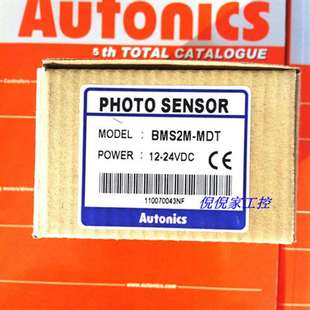 Autonics
5th TOTAL CATALOGUE
Controllers
PHOTO SENSOR
MODEL : BMS2M-MDT
POWER : 12-24VDC CE
Autonics
110070043NF
倪倪家工控